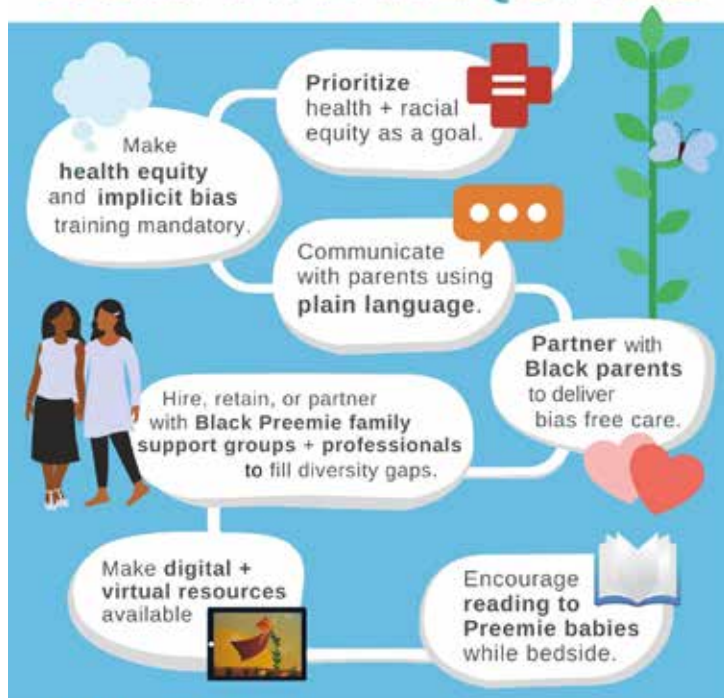 Prioritize
health + racial
equity as a goal.
Make
health equity
and implicit bias
training mandatory.
Communicate
with parents using
plain language.
Partner with
Black parents
to deliver
bias free care.
Hire, retain, or partner
with Black Preemie family
support groups + professionals
to fill diversity gaps.
Make digital +
virtual resources
available
Encourage
reading to
Preemie babies
while bedside.